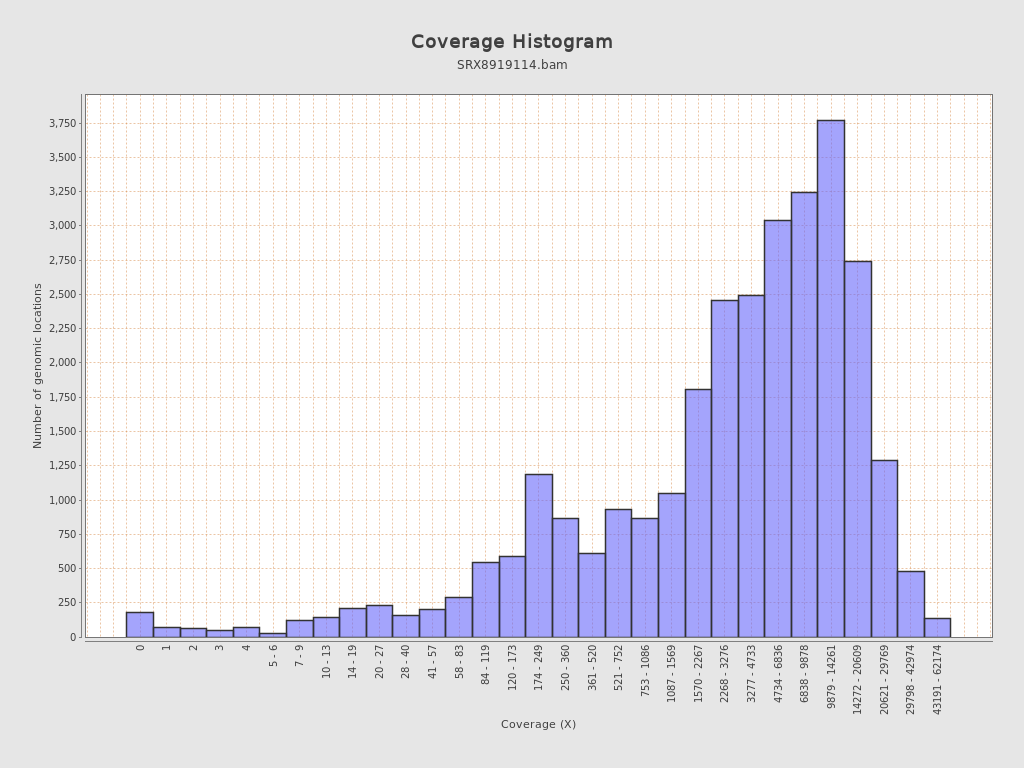 Coverage Histogram
SRX8919114.bam
Number of genomic locations
3,750
3,500
3,250
3,000
2,750
2,500
2,250
2,000
1,750
1,500
1,250
1,000
750
500
250
0
0
1
2
3
4
5 - 6
7 - 9
10 - 13
14 - 19
20 - 27
28 - 40
41 - 57
58 - 83
84 - 119
120 - 173
174 - 249
250 - 360
361 - 520
521 - 752
753 - 1086
1087 - 1569
1570 - 2267
2268 - 3276
3277 - 4733
4734 - 6836
6838 - 9878
9879 - 14261
14272 - 20609
20621 - 29769
29798 - 42974
43191 - 62174
Coverage (X)